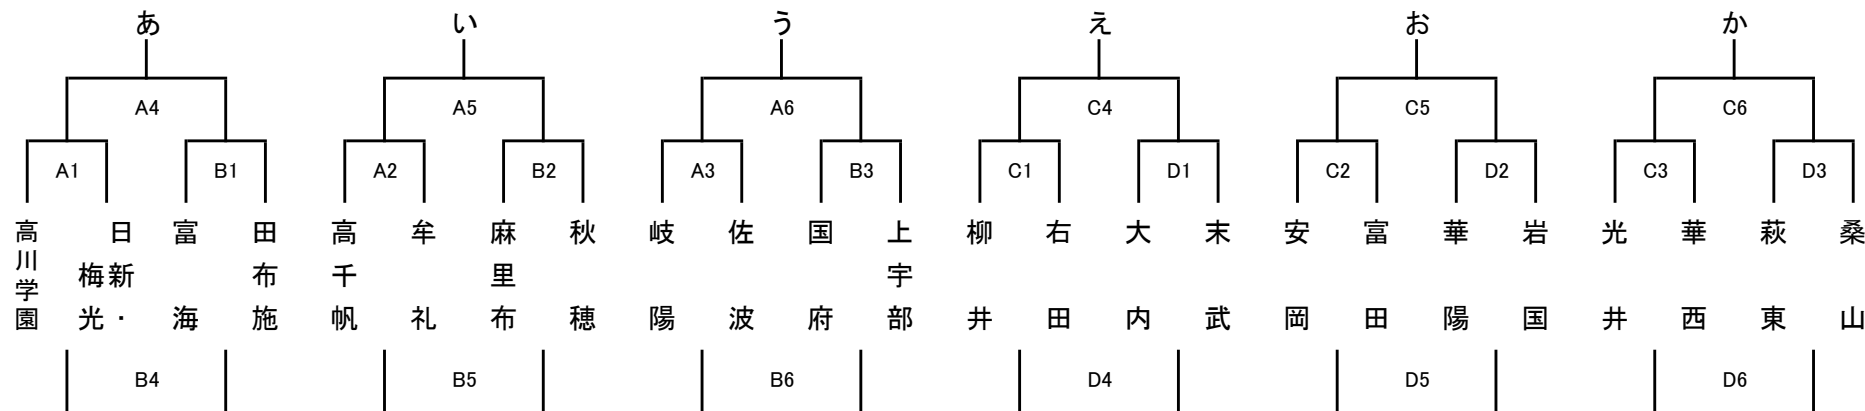 あ い う え お か
A4 A5 A6 C4 C5 C6
A1 B1 A2 B2 A3 B3 C1 D1 C2 D2 C3 D3
高川学園
日新・
梅光
富海
田布施
高千帆
牟礼
麻里布
秋穂
岐陽
佐波
国府
上宇部
柳井
右田
大内
末武
安岡
富田
華陽
岩国
光井
華西
萩東
桑山
B4 B5 B6 D4 D5 D6